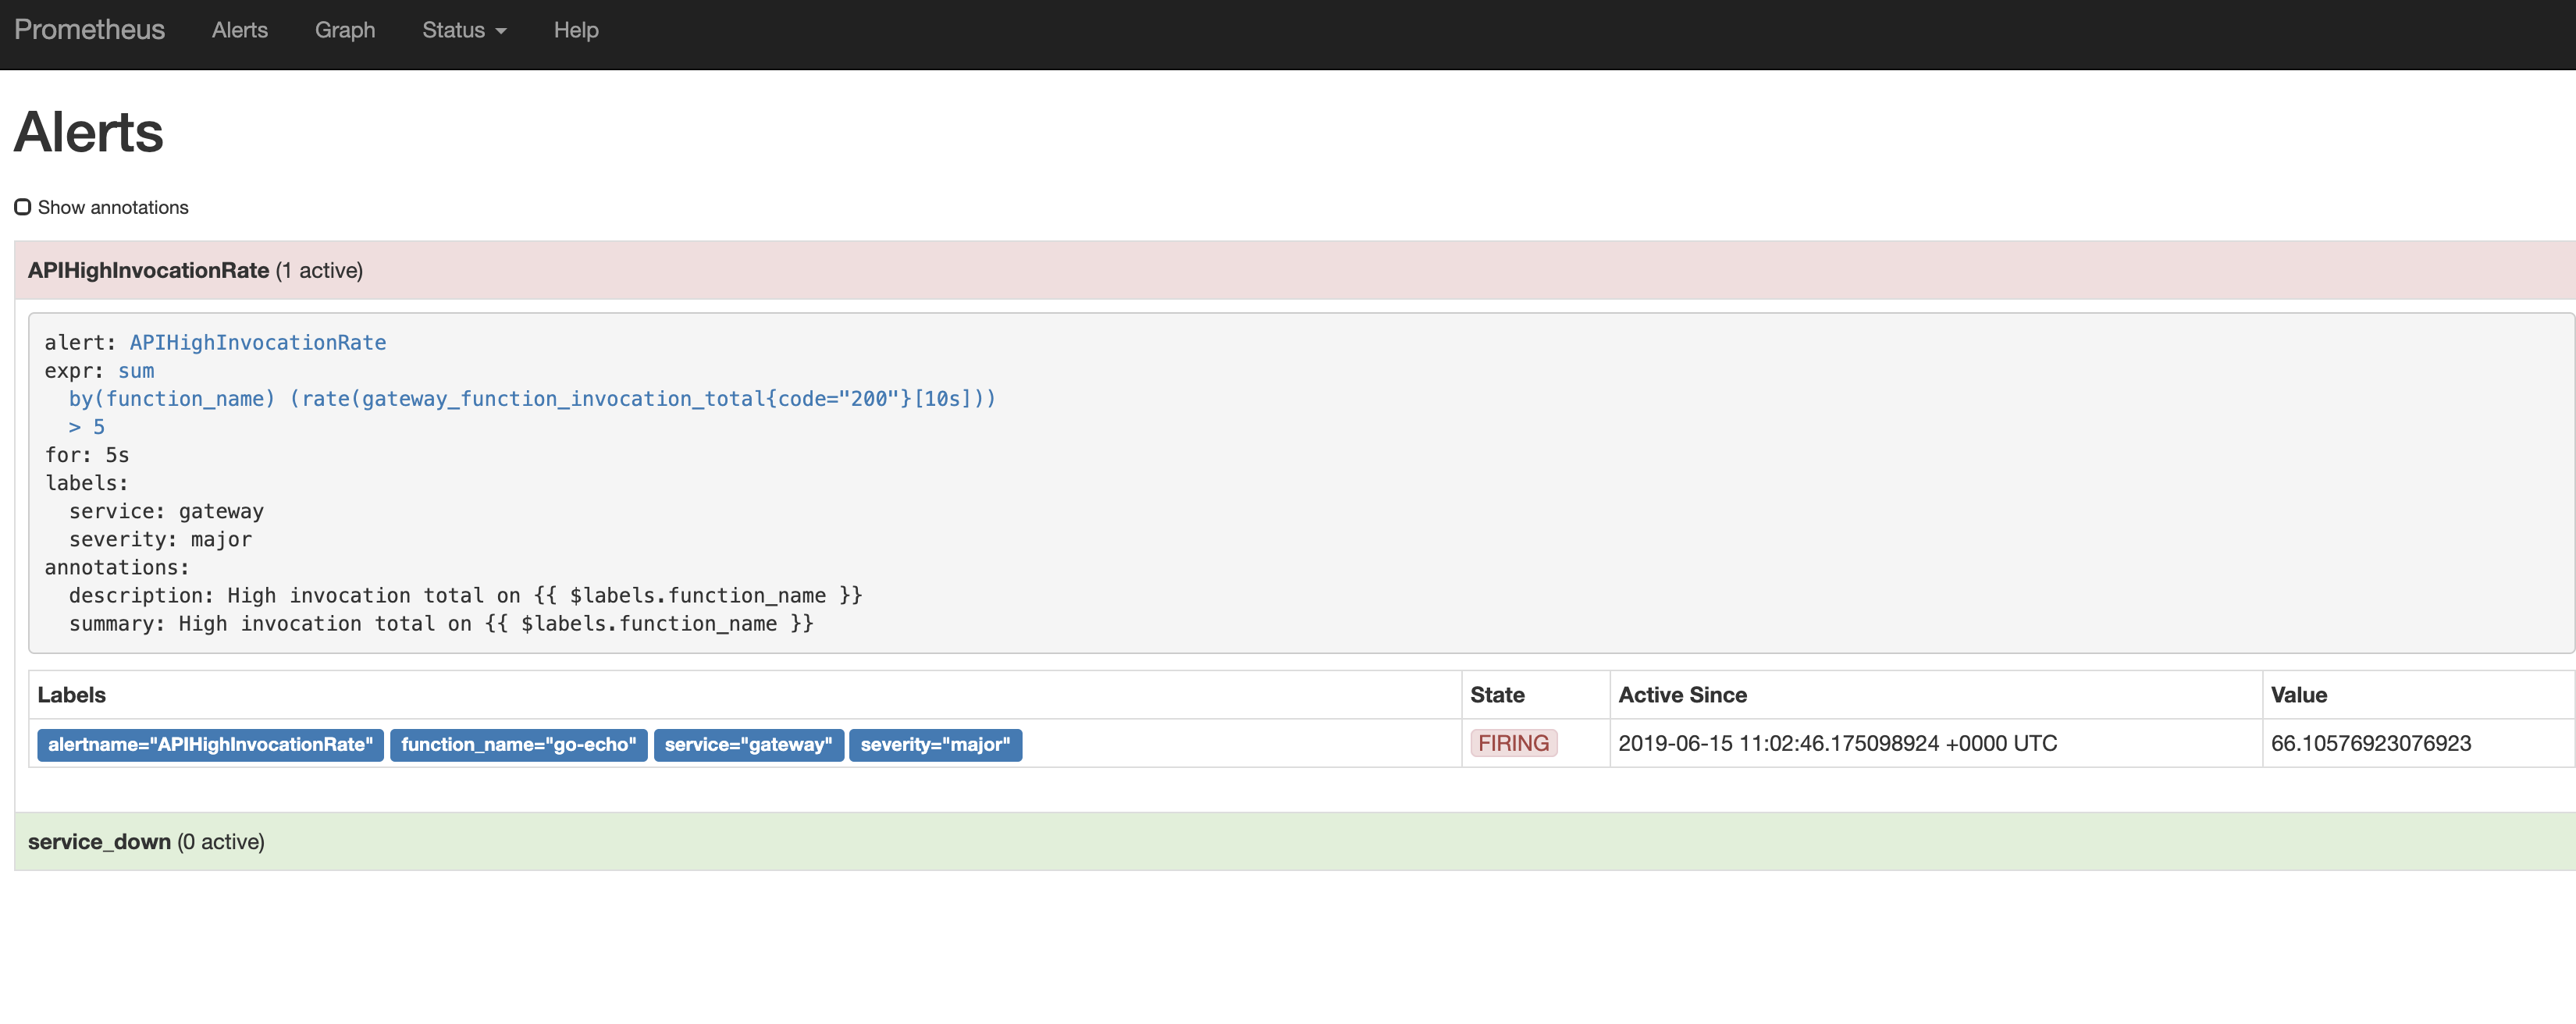 Prometheus Alerts Graph Status Help
Alerts
Show annotations
APIHighInvocationRate (1 active)
alert: APIHighInvocationRate
expr: sum
  by(function_name) (rate(gateway_function_invocation_total{code="200"}[10s]))
  > 5
for: 5s
labels:
  service: gateway
  severity: major
annotations:
  description: High invocation total on {{ $labels.function_name }}
  summary: High invocation total on {{ $labels.function_name }}
Labels State Active Since Value
alertname="APIHighInvocationRate" function_name="go-echo" service="gateway" severity="major" FIRING 2019-06-15 11:02:46.175098924 +0000 UTC 66.10576923076923
service_down (0 active)